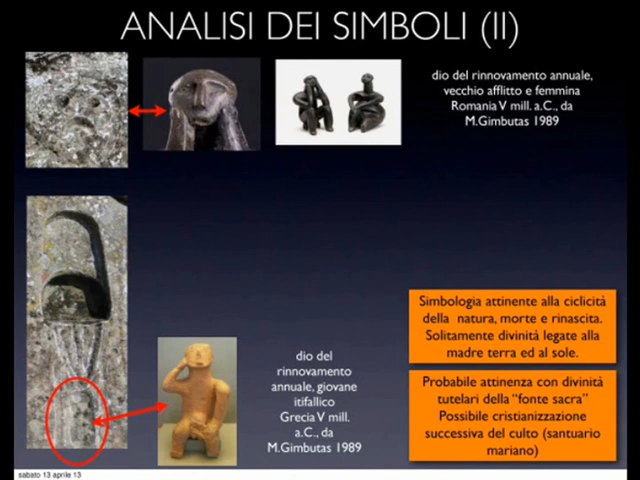 ANALISI DEI SIMBOLI (II)
dio del rinnovamento annuale,
vecchio afflitto e femmina
Romania V mill. a.C., da
M.Gimbutas 1989
dio del
rinnovamento
annuale, giovane
itifallico
Grecia V mill.
a.C., da
M.Gimbutas 1989
Simbologia attinente alla ciclicità
della natura, morte e rinascita.
Solitamente divinità legate alla
madre terra ed al sole.
Probabile attinenza con divinità
tutelari della “fonte sacra”
Possibile cristianizzazione
successiva del culto (santuario
mariano)
sabato 13 aprile 13